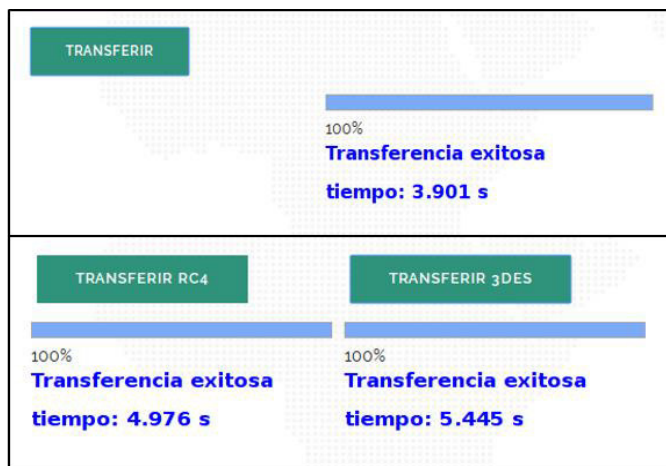 TRANSFERIR
100%
Transferencia exitosa
tiempo: 3.901 s
TRANSFERIR RC4
100%
Transferencia exitosa
tiempo: 4.976 s
TRANSFERIR 3DES
100%
Transferencia exitosa
tiempo: 5.445 s